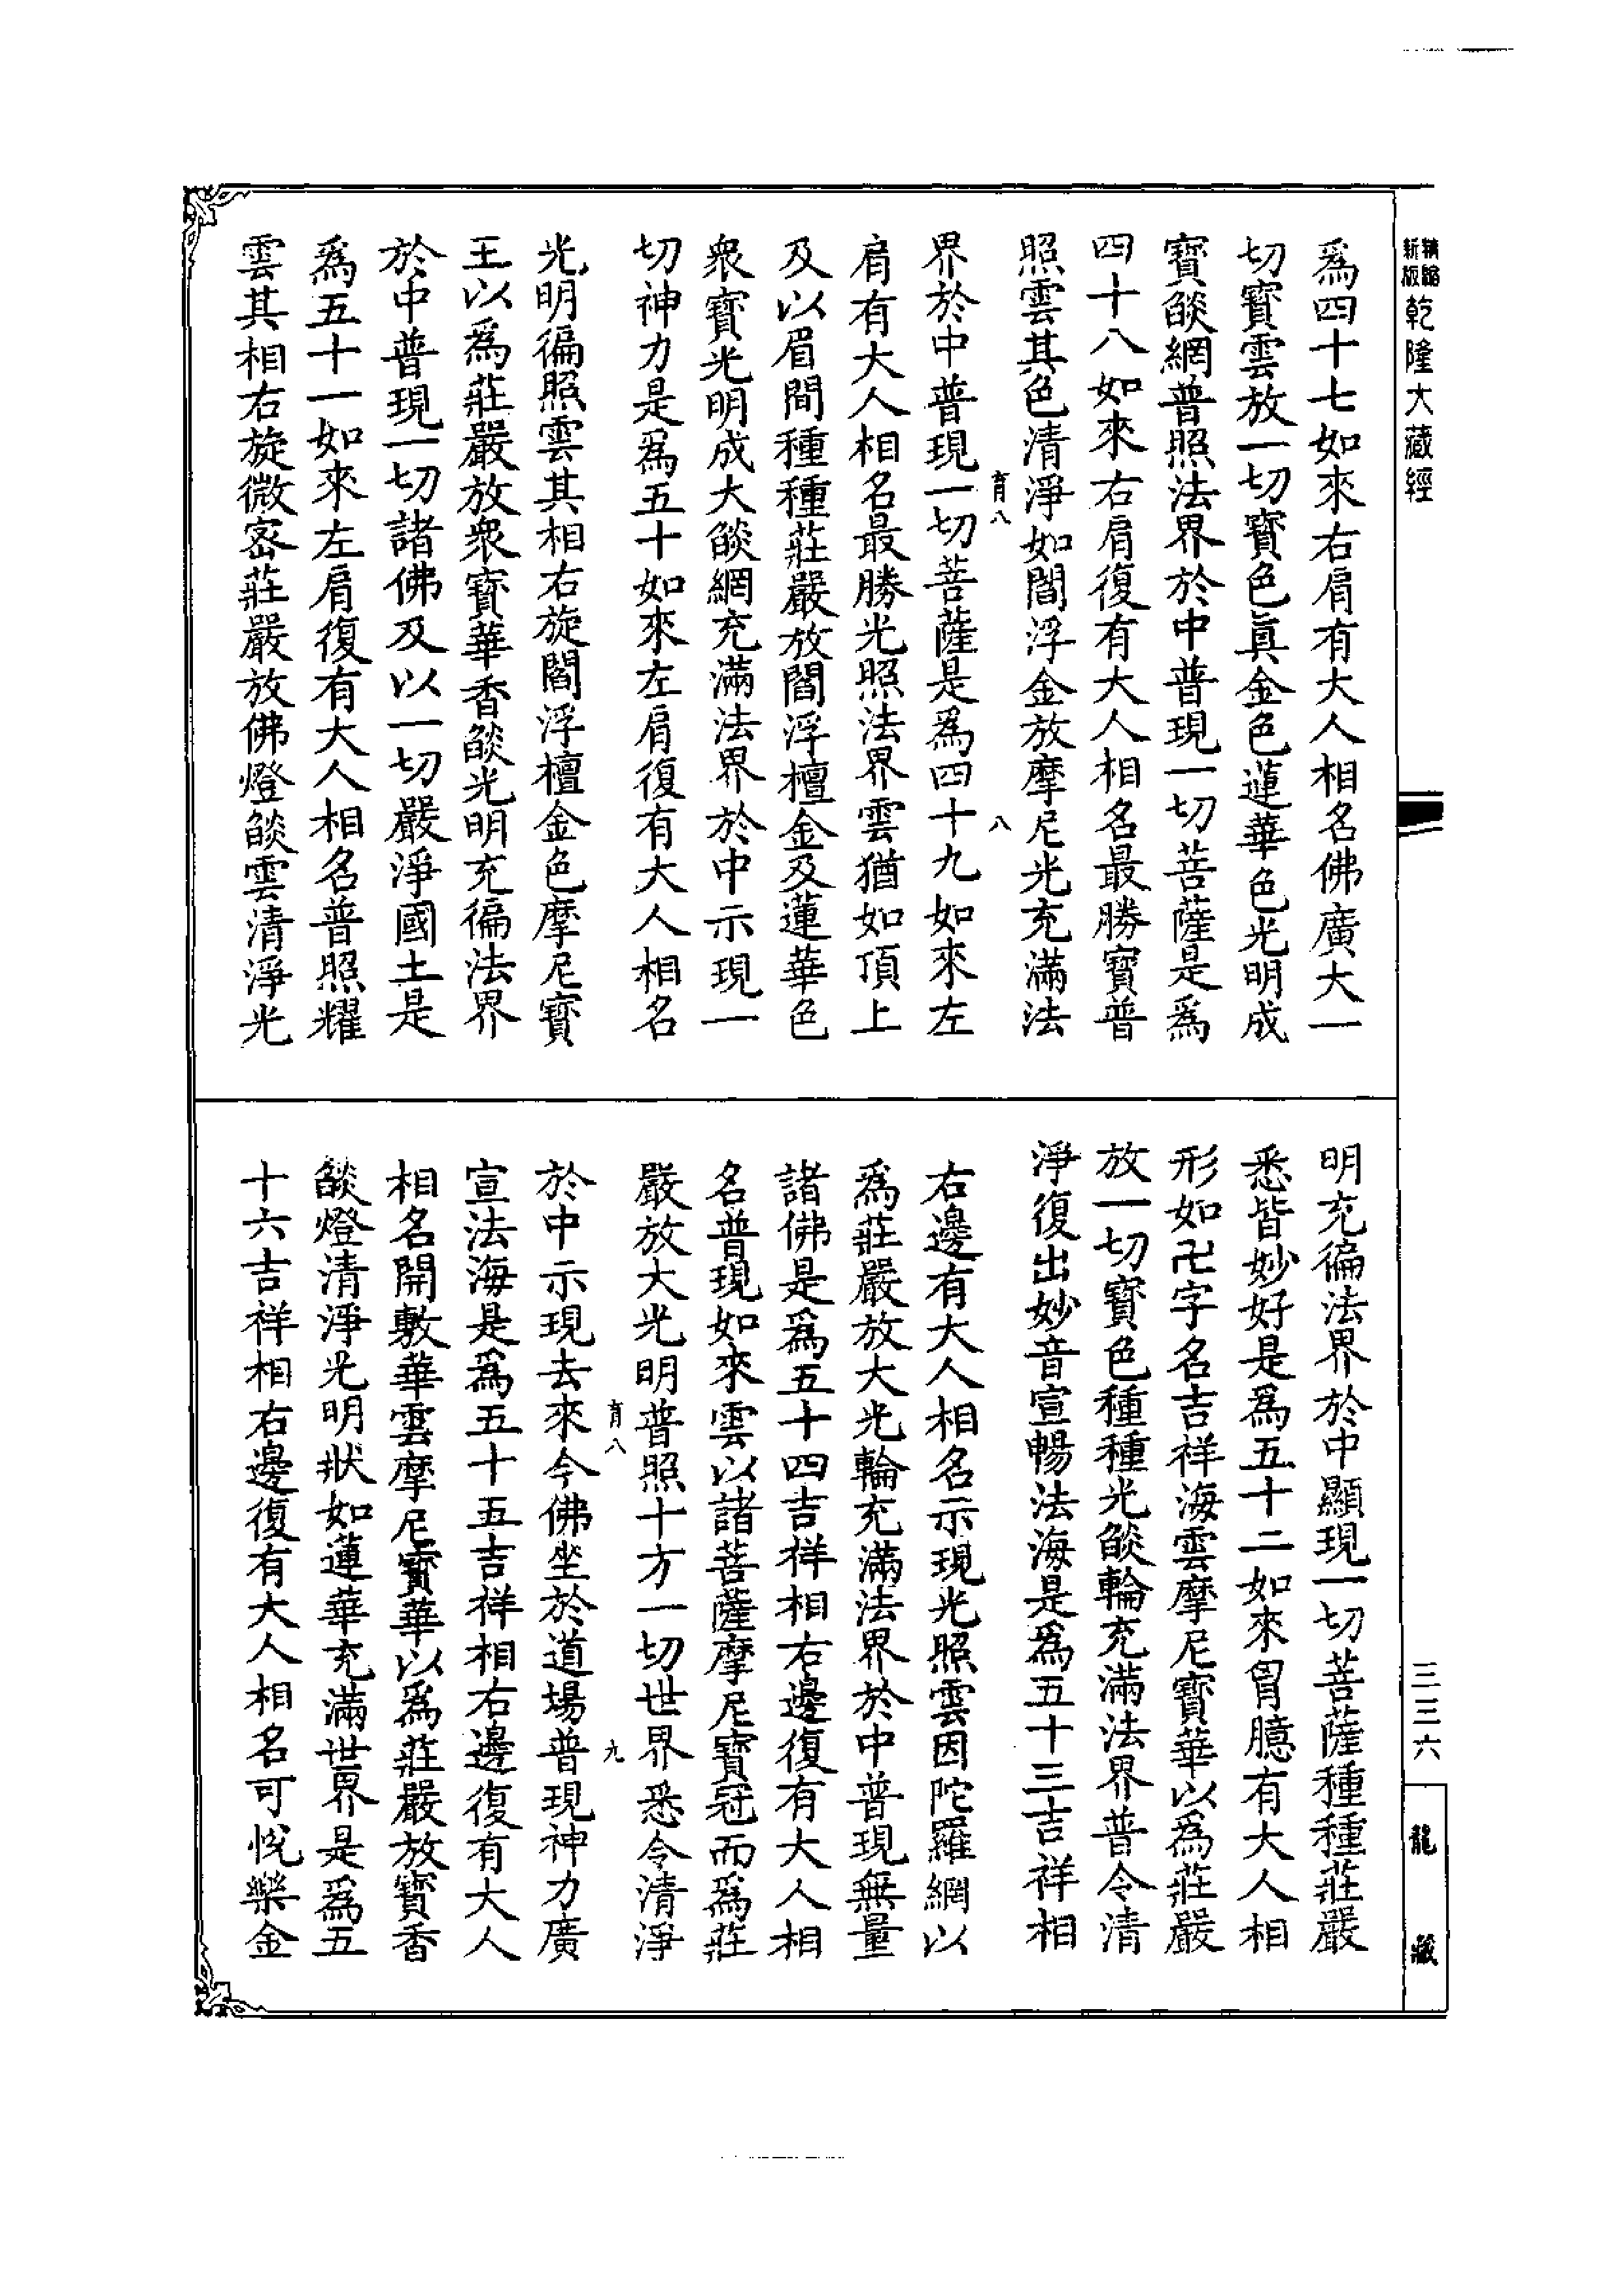 精縮
新版
乾隆大藏經
為四十七如來右肩有大人相名佛廣大一
切寶雲放一切寶色真金色蓮華色光明成
寶燄網普照法界於中普現一切菩薩是為
四十八如來右肩復有大人相名最勝寶普
照雲其色清淨如閻浮金放摩尼光充滿法
育八
八
界於中普現一切菩薩是為四十九如來左
肩有大人相名最勝光照法界雲猶如頂上
及以眉間種種莊嚴放閻浮檀金及蓮華色
眾寶光明成大燄網充滿法界於中示現一
切神力是為五十如來左肩復有大人相名
光明徧照雲其相右旋閻浮檀金色摩尼寶
王以為莊嚴放眾寶華香燄光明充徧法界
於中普現一切諸佛及以一切嚴淨國土是
為五十一如來左肩復有大人相名普照耀
雲其相右旋微密莊嚴放佛燈燄雲清淨光
明充徧法界於中顯現一切菩薩種種莊嚴
悉皆妙好是為五十二如來胷臆有大人相
形如卍字名吉祥海雲摩尼寶華以為莊嚴
放一切寶色種種光燄輪充滿法界普令清
淨復出妙音宣暢法海是為五十三吉祥相
右邊有大人相名示現光照雲因陀羅網以
為莊嚴放大光輪充滿法界於中普現無量
諸佛是為五十四吉祥相右邊復有大人相
名普現如來雲以諸菩薩摩尼寶冠而為莊
嚴放大光明普照十方一切世界悉令清淨
育八
九
於中示現去來今佛坐於道場普現神力廣
宣法海是為五十五吉祥相右邊復有大人
相名開敷華雲摩尼寶華以為莊嚴放寶香
燄燈清淨光明狀如蓮華充滿世界是為五
十六吉祥相右邊復有大人相名可悅樂金
三三六
龍藏